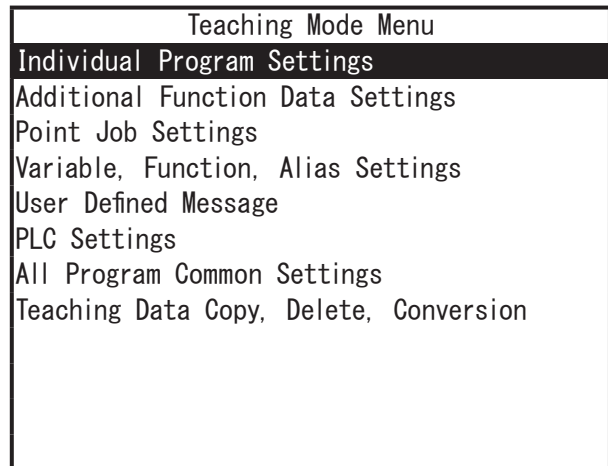 Teaching Mode Menu
Individual Program Settings
Additional Function Data Settings
Point Job Settings
Variable, Function, Alias Settings
User Defined Message
PLC Settings
All Program Common Settings
Teaching Data Copy, Delete, Conversion